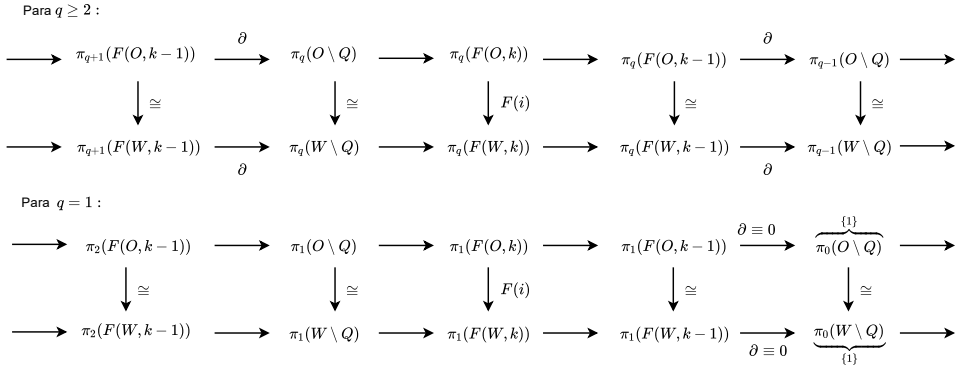 Para q ≥ 2 :
∂ ∂
π_{q+1}(F(O, k − 1)) π_q(O \ Q) π_q(F(O, k)) π_q(F(O, k − 1)) π_{q−1}(O \ Q)
≅ ≅ F(i) ≅ ≅
π_{q+1}(F(W, k − 1)) π_q(W \ Q) π_q(F(W, k)) π_q(F(W, k − 1)) π_{q−1}(W \ Q)
∂ ∂
Para q = 1 :
∂ ≡ 0 {1}
π_2(F(O, k − 1)) π_1(O \ Q) π_1(F(O, k)) π_1(F(O, k − 1)) π_0(O \ Q)
≅ ≅ F(i) ≅ ≅
π_2(F(W, k − 1)) π_1(W \ Q) π_1(F(W, k)) π_1(F(W, k − 1)) π_0(W \ Q)
∂ ≡ 0 {1}